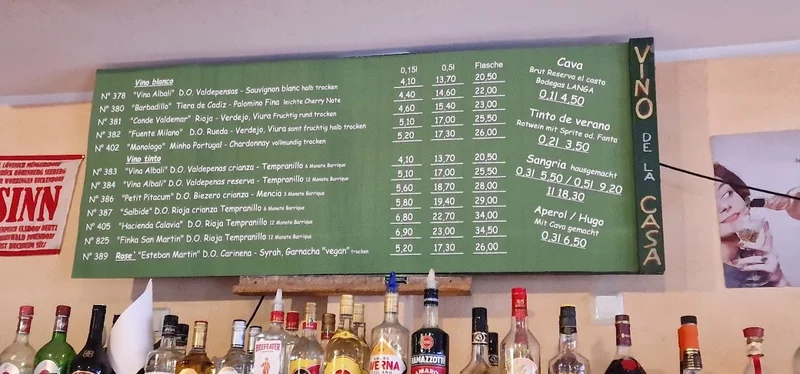 Vino blanco 0,15l 0,5l Flasche
N° 378 "Vina Albali" D.O. Valdepensas - Sauvignon blanc halb trocken 4,10 13,70 20,50
N° 380 "Barbadillo" Tiera de Cadiz - Palomino Fina leichte Cherry Note 4,40 14,60 22,00
N° 381 "Conde Valdemar" Rioja - Verdejo, Viura Fruchtig rund trocken 4,60 15,40 23,00
N° 382 "Fuente Milano" D.O. Rueda - Verdejo, Viura samt fruchtig halb trocken 5,10 17,00 25,50
N° 402 "Monologo" Minho Portugal - Chardonnay vollmundig trocken 5,20 17,30 26,00
Vino tinto
N° 383 "Vina Albali" D.O. Valdepenas crianza - Tempranillo 6 Monate Barrique 4,10 13,70 20,50
N° 384 "Vina Albali" D.O. Valdepenas reserva - Tempranillo 12 Monate Barrique 5,10 17,00 25,50
N° 386 "Petit Pitacum" D.O. Biezero crianza - Mencia 3 Monate Barrique 5,60 18,70 28,00
N° 387 "Salbide" D.O. Rioja crianza Tempranillo 6 Monate Barrique 5,80 19,40 29,00
N° 405 "Hacienda Calavia" D.O. Rioja Tempranillo 12 Monate Barrique 6,80 22,70 34,00
N° 825 "Finka San Martin" D.O. Rioja Tempranillo 12 Monate Barrique 6,90 23,00 34,50
N° 389 Rose' "Esteban Martin" D.O. Carinena - Syrah, Garnacha "vegan" trocken 5,20 17,30 26,00
Cava
Brut Reserva el casto
Bodegas LANGA
0,1l 4,50
Tinto de verano
Rotwein mit Sprite od. Fanta
0,2l 3,50
Sangria hausgemacht
0,3l 5,50 / 0,5l 9,20
1l 18,30
Aperol / Hugo
Mit Cava gemacht
0,3l 6,50
VINO
DE
LA
CASA
SINN
BEEFEATER
AVERNA
RAMAZZOTTI
AMARO